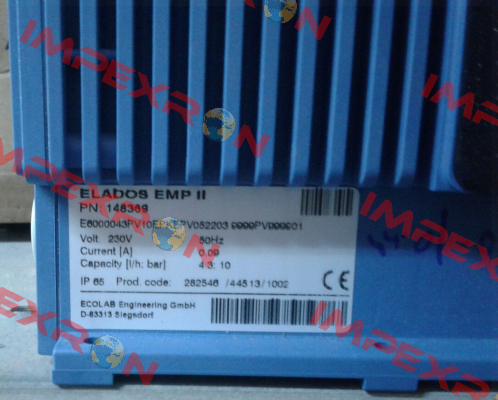 IMPEXRON
IMPEXRON
ELADOS EMP II
PN: 148369
Volt: 230V 50Hz
Current [A] 0.09
Capacity [l/h; bar] 4.3; 10
IP 65 Prod. code: 282546 /44513/1002
CE
ECOLAB Engineering GmbH
D-83313 Siegsdorf
IMPEXRON
IMPEXRON